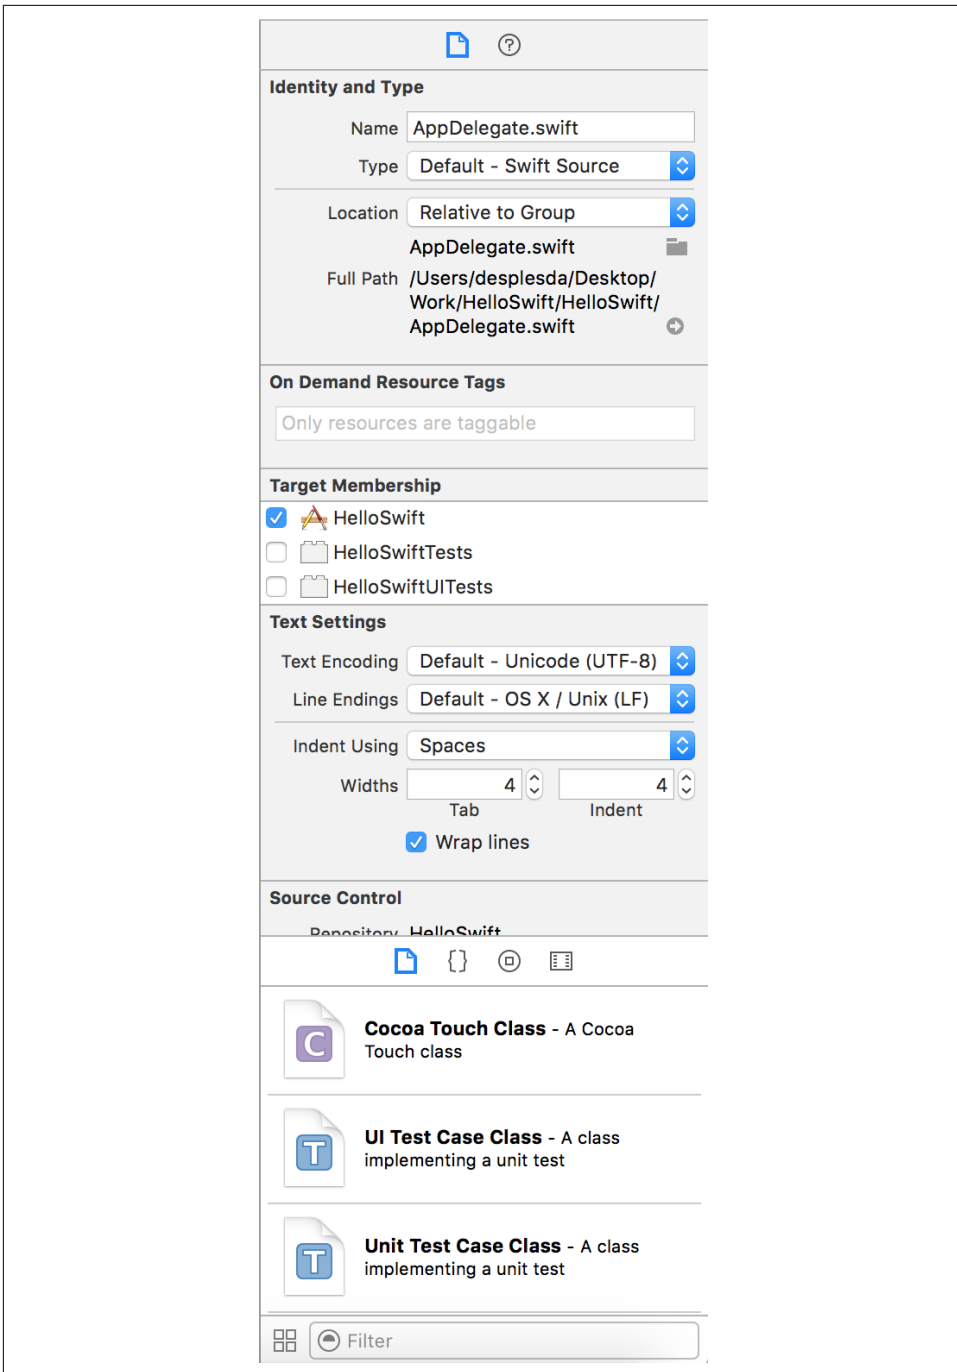 Identity and Type
Name AppDelegate.swift
Type Default - Swift Source
Location Relative to Group
AppDelegate.swift
Full Path /Users/desplesda/Desktop/
Work/HelloSwift/HelloSwift/
AppDelegate.swift
On Demand Resource Tags
Only resources are taggable
Target Membership
HelloSwift
HelloSwiftTests
HelloSwiftUITests
Text Settings
Text Encoding Default - Unicode (UTF-8)
Line Endings Default - OS X / Unix (LF)
Indent Using Spaces
Widths 4 4
Tab Indent
Wrap lines
Source Control
Repository HelloSwift
{}
C
Cocoa Touch Class - A Cocoa
Touch class
T
UI Test Case Class - A class
implementing a unit test
T
Unit Test Case Class - A class
implementing a unit test
Filter